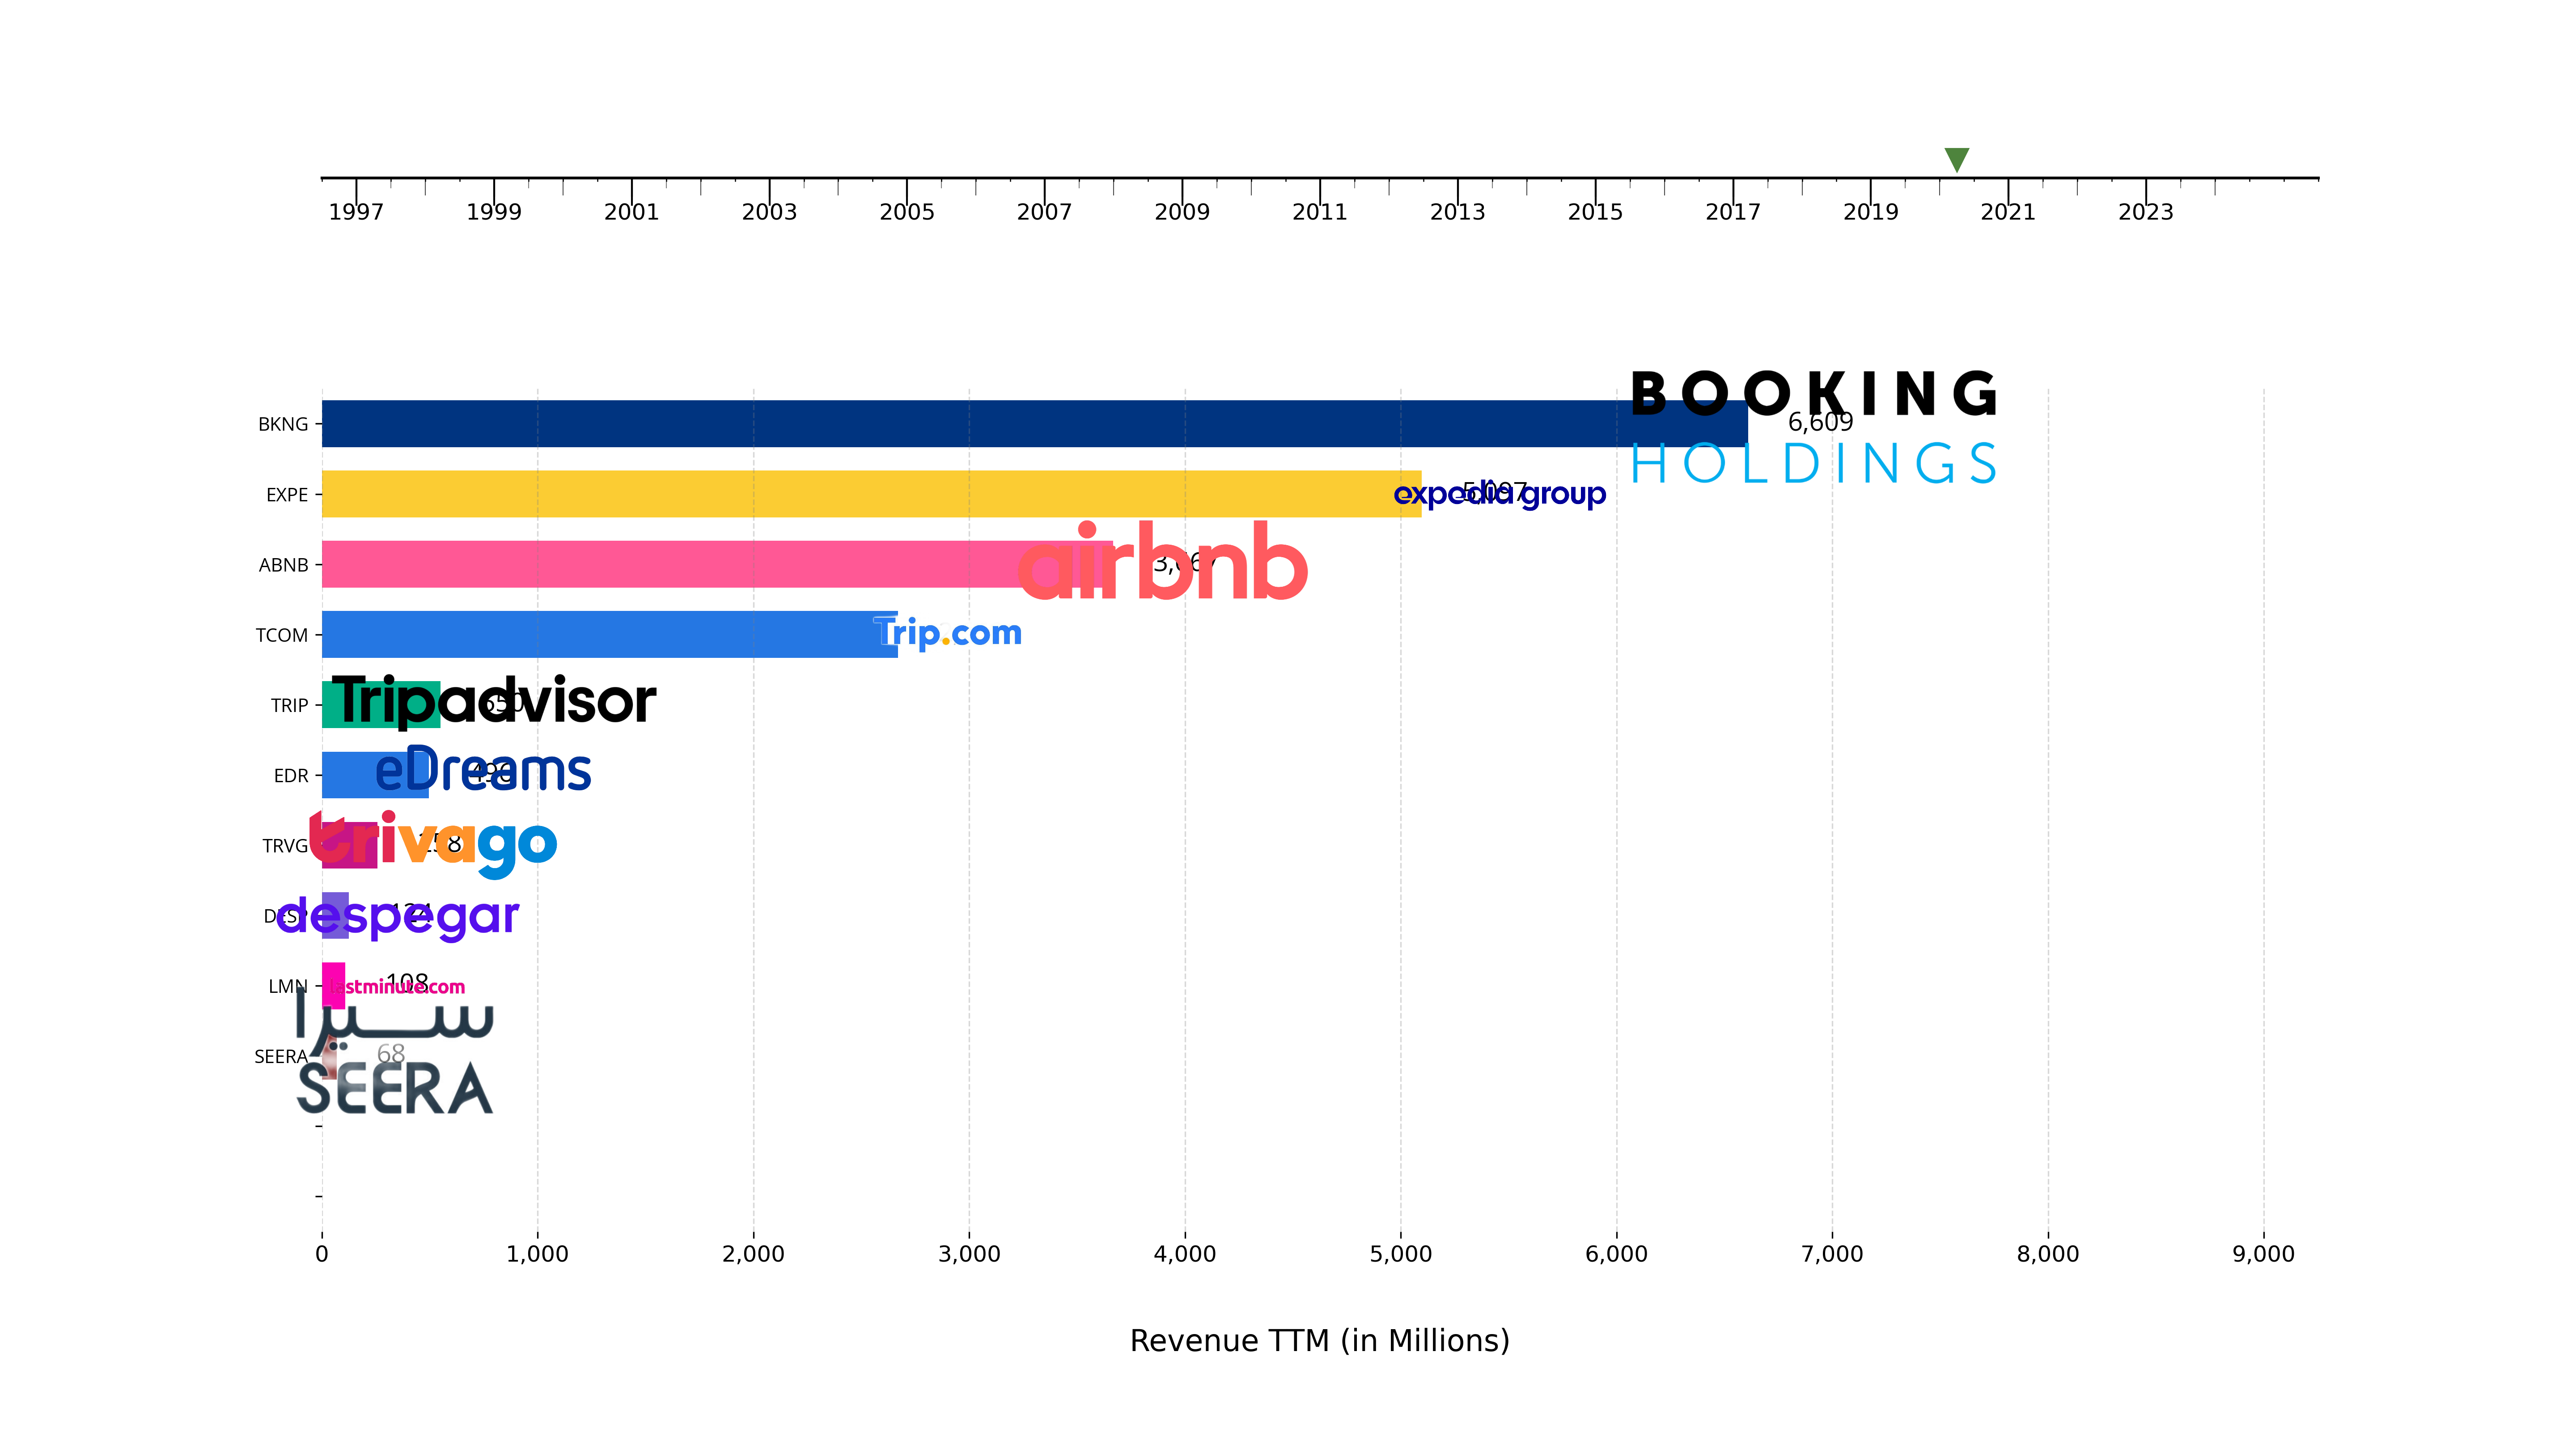 1997 1999 2001 2003 2005 2007 2009 2011 2013 2015 2017 2019 2021 2023
BOOKING
BKNG 6,609
HOLDINGS
EXPE 5,097 expedia group
ABNB airbnb
TCOM Trip.com
TRIP Tripadvisor
EDR eDreams
TRVG trivago
DESP despegar
LMN 108 lastminute.com
سيرا
SEERA 68
SEERA
0 1,000 2,000 3,000 4,000 5,000 6,000 7,000 8,000 9,000
Revenue TTM (in Millions)